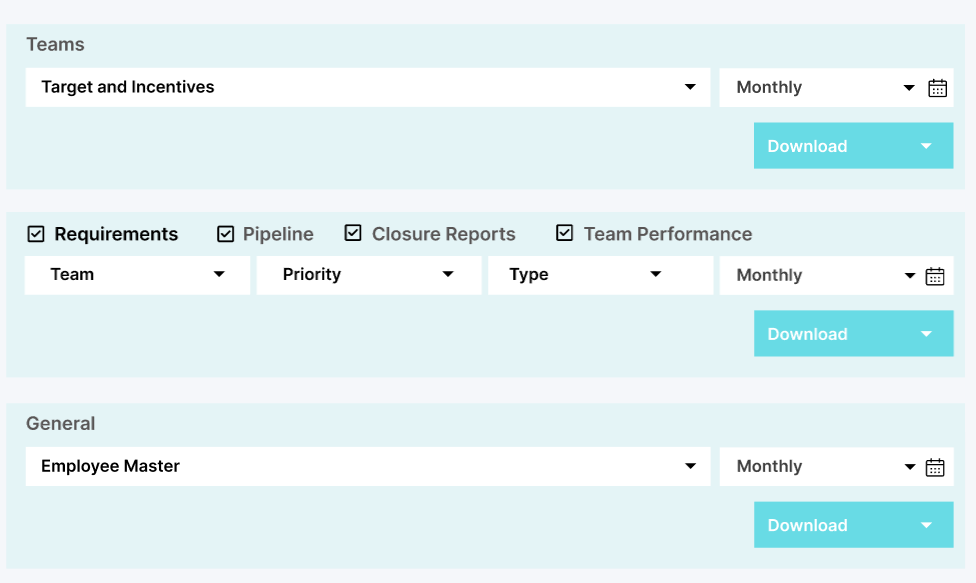 Teams
Target and Incentives Monthly
Download
Requirements Pipeline Closure Reports Team Performance
Team Priority Type Monthly
Download
General
Employee Master Monthly
Download